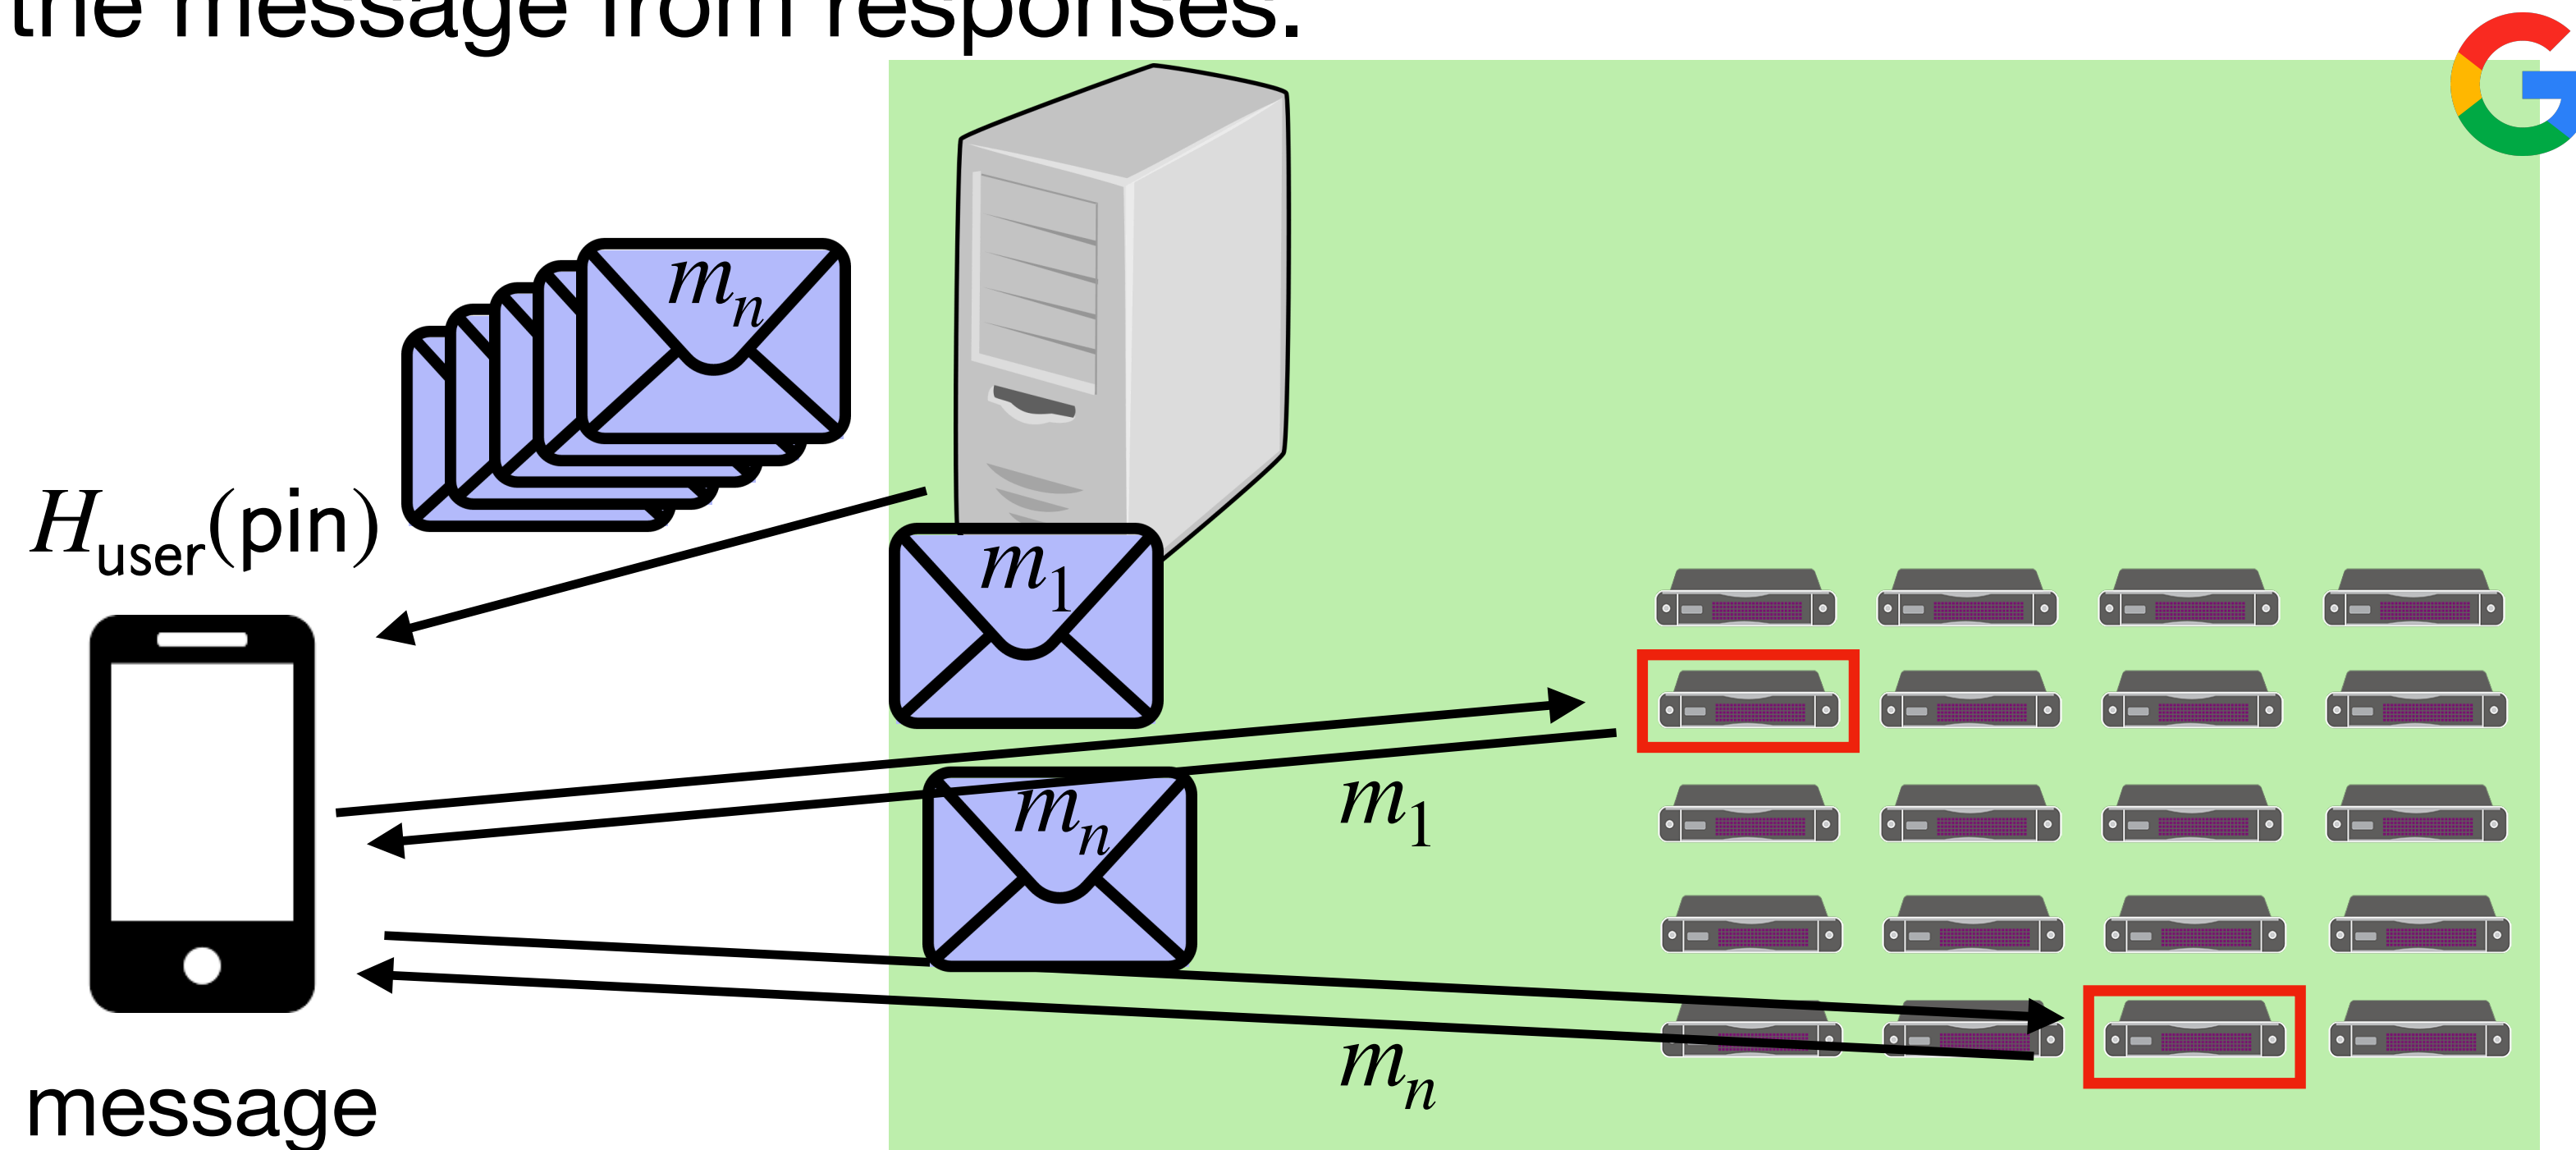 the message from responses.
m_n
H_user(pin)
m_1
m_n
m_1
m_n
message